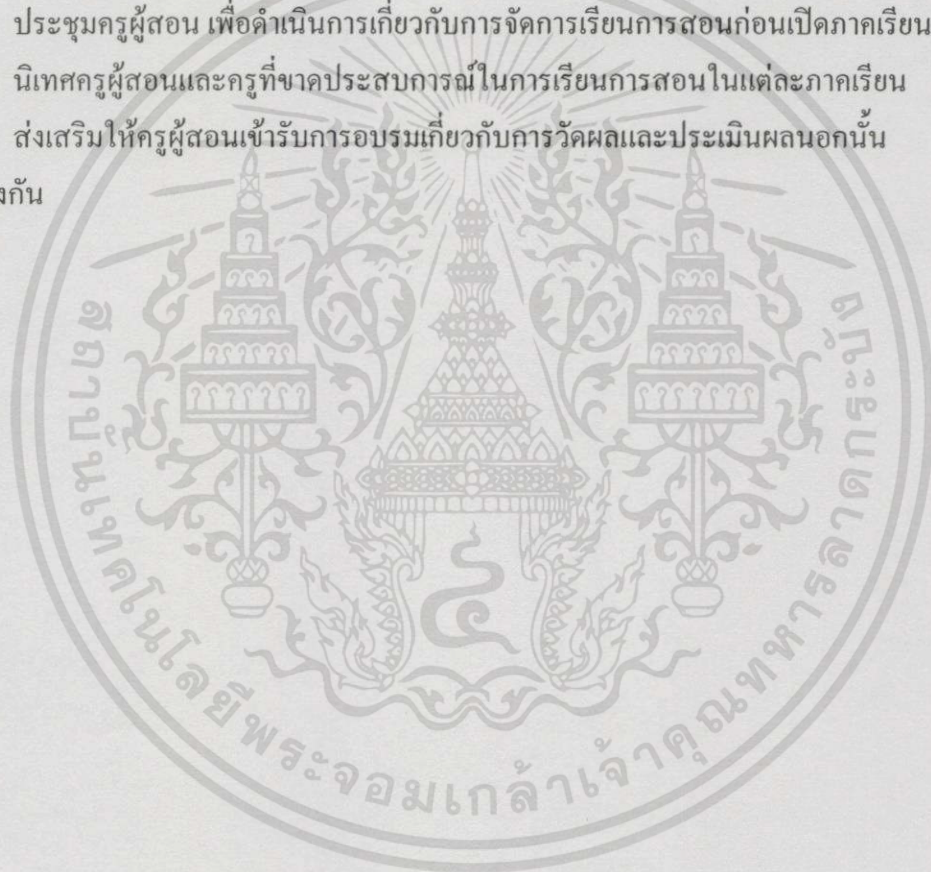 ประชุมครูผู้สอน เพื่อดำเนินการเกี่ยวกับการจัดการเรียนการสอนก่อนเปิดภาคเรียน
นิเทศครูผู้สอนและครูที่ขาดประสบการณ์ในการเรียนการสอนในแต่ละภาคเรียน
ส่งเสริมให้ครูผู้สอนเข้ารับการอบรมเกี่ยวกับการวัดผลและประเมินผลนอกนั้น
งกัน
สถาบันเทคโนโลยีพระจอมเกล้าเจ้าคุณทหารลาดกระบัง
๔